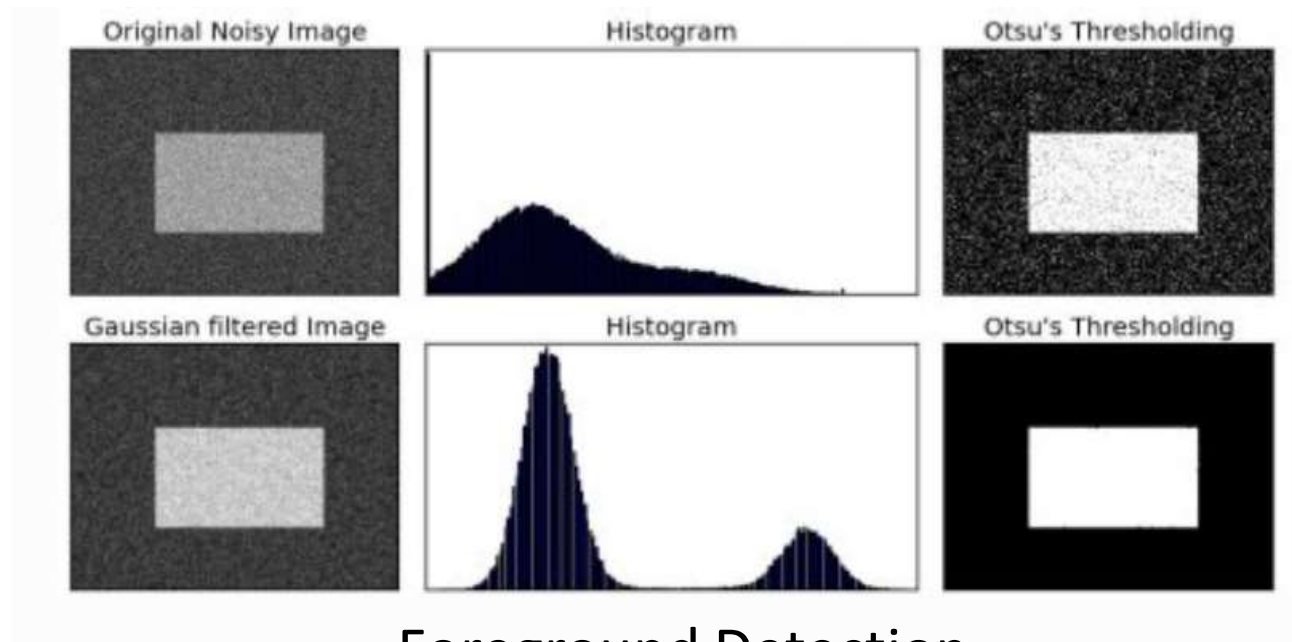 Original Noisy Image
Histogram
Otsu's Thresholding
Gaussian filtered Image
Histogram
Otsu's Thresholding
Foreground Detection